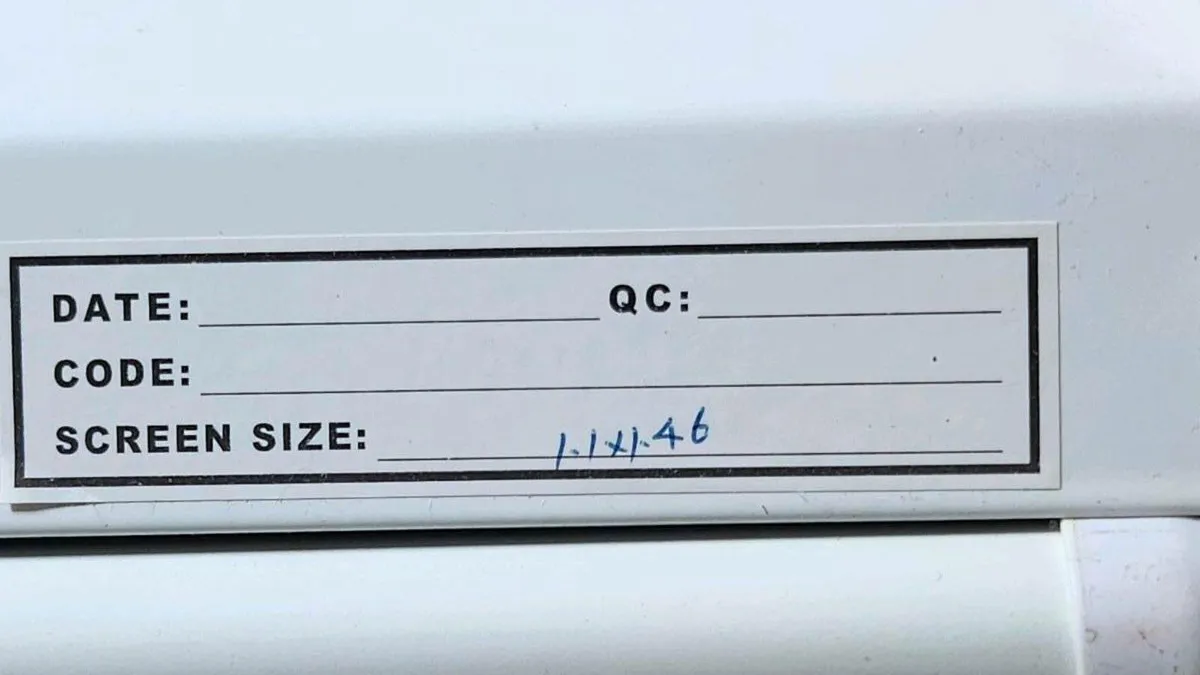 DATE: QC:
CODE:
SCREEN SIZE: 1.1x1.46